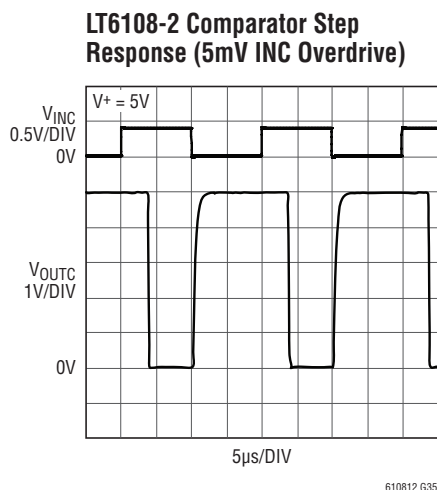 LT6108-2 Comparator Step
Response (5mV INC Overdrive)
V+ = 5V
VINC
0.5V/DIV
0V
VOUTC
1V/DIV
0V
5µs/DIV
610812 G35